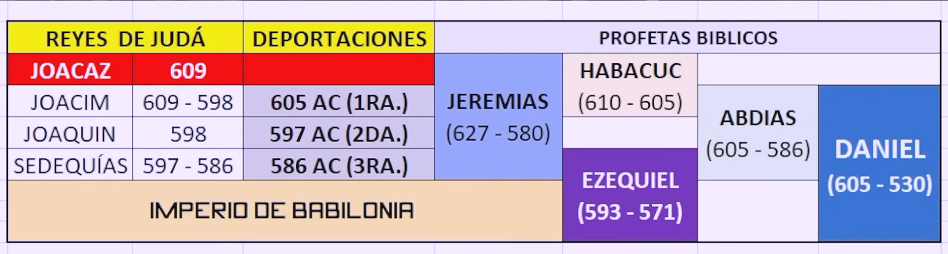 REYES DE JUDÁ DEPORTACIONES PROFETAS BIBLICOS
JOACAZ 609
JOACIM 609 - 598 605 AC (1RA.)
JOAQUIN 598 597 AC (2DA.)
SEDEQUÍAS 597 - 586 586 AC (3RA.)
IMPERIO DE BABILONIA
JEREMIAS
(627 - 580)
HABACUC
(610 - 605)
EZEQUIEL
(593 - 571)
ABDIAS
(605 - 586)
DANIEL
(605 - 530)